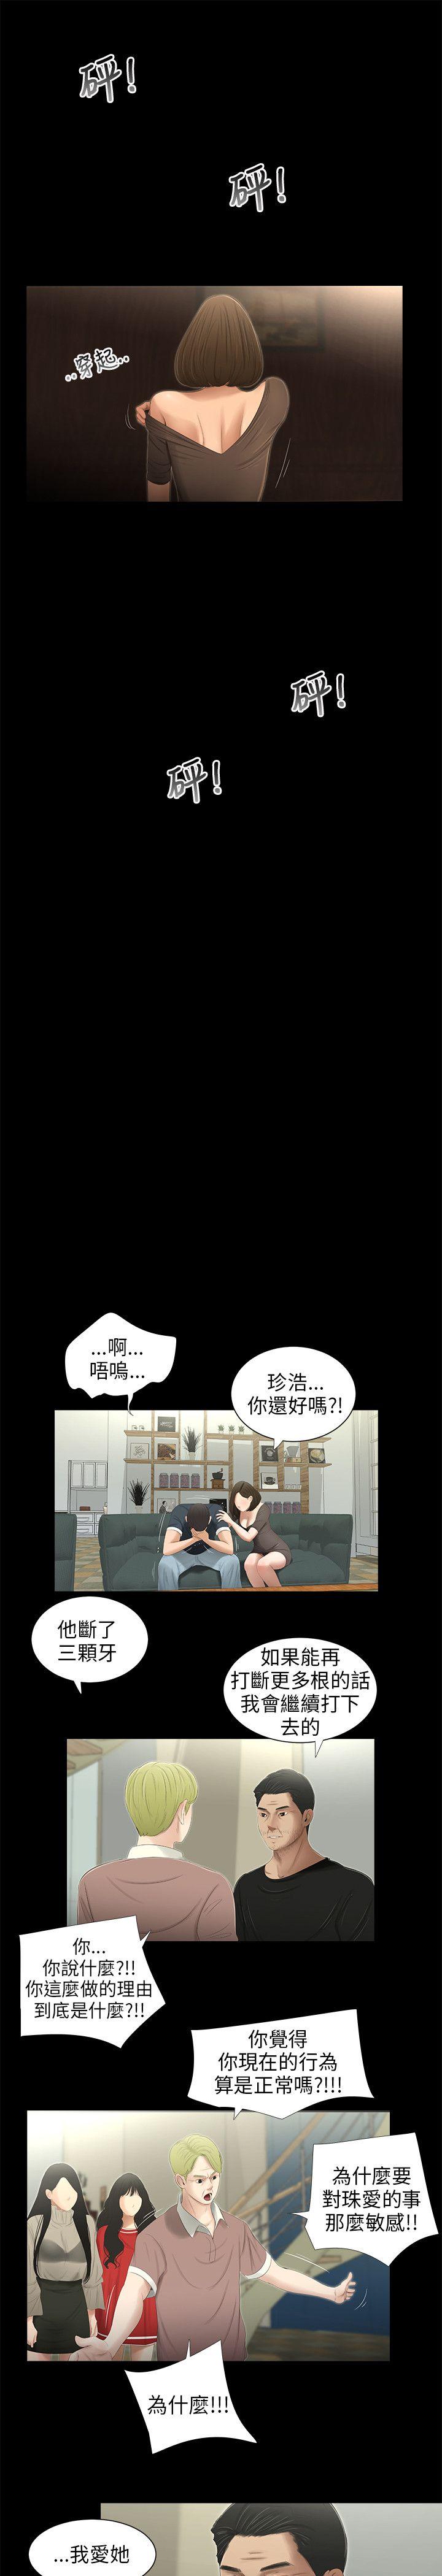 砰!
砰!
..穿起..
砰!
砰!
...啊...
唔嗚...
珍浩...
你還好嗎?!
他斷了
三顆牙
如果能再
打斷更多根的話
我會繼續打下
去的
你...
你說什麼?!!
你這麼做的理由
到底是什麼?!!
你覺得
你現在的行為
算是正常嗎?!!!
為什麼要
對珠愛的事
那麼敏感!!
為什麼!!!
...我愛她